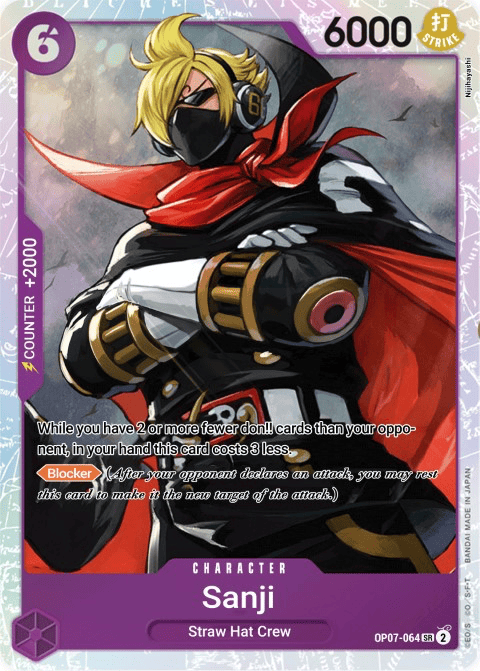 6
6000
打
STRIKE
Nijihayashi
6
COUNTER +2000
While you have 2 or more fewer don!! cards than your oppo-
nent, in your hand this card costs 3 less.
Blocker (After your opponent declares an attack, you may rest
this card to make it the new target of the attack.)
CHARACTER
Sanji
Straw Hat Crew
OP07-064 SR 2
©E.O/S ©O./S·F·T. BANDAI MADE IN JAPAN